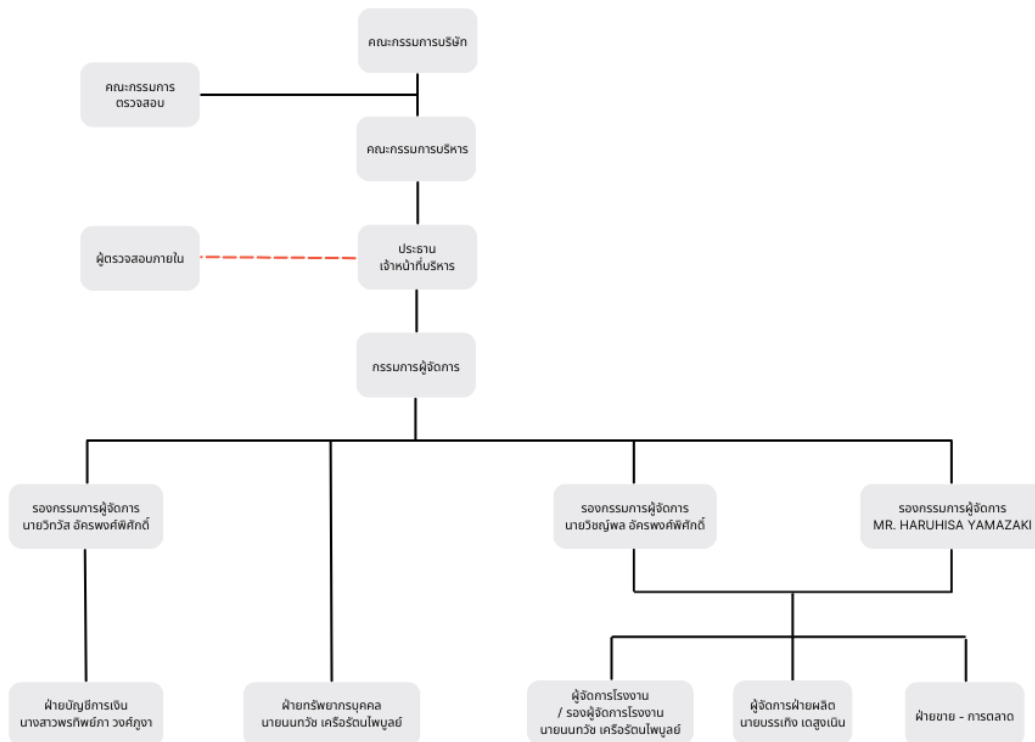 คณะกรรมการบริษัท
คณะกรรมการ
ตรวจสอบ
คณะกรรมการบริหาร
ผู้ตรวจสอบภายใน
ประธาน
เจ้าหน้าที่บริหาร
กรรมการผู้จัดการ
รองกรรมการผู้จัดการ
นายวิทวัส อัครพงศ์พิศักดิ์
รองกรรมการผู้จัดการ
นายวิชญ์พล อัครพงศ์พิศักดิ์
รองกรรมการผู้จัดการ
MR. HARUHISA YAMAZAKI
ฝ่ายบัญชีการเงิน
นางสาวพรทิพย์ภา วงศ์ภูงา
ฝ่ายทรัพยากรบุคคล
นายนนทวัช เครือรัตนไพบูลย์
ผู้จัดการโรงงาน
/ รองผู้จัดการโรงงาน
นายนนทวัช เครือรัตนไพบูลย์
ผู้จัดการฝ่ายผลิต
นายบรรเทิง เดสูงเนิน
ฝ่ายขาย - การตลาด